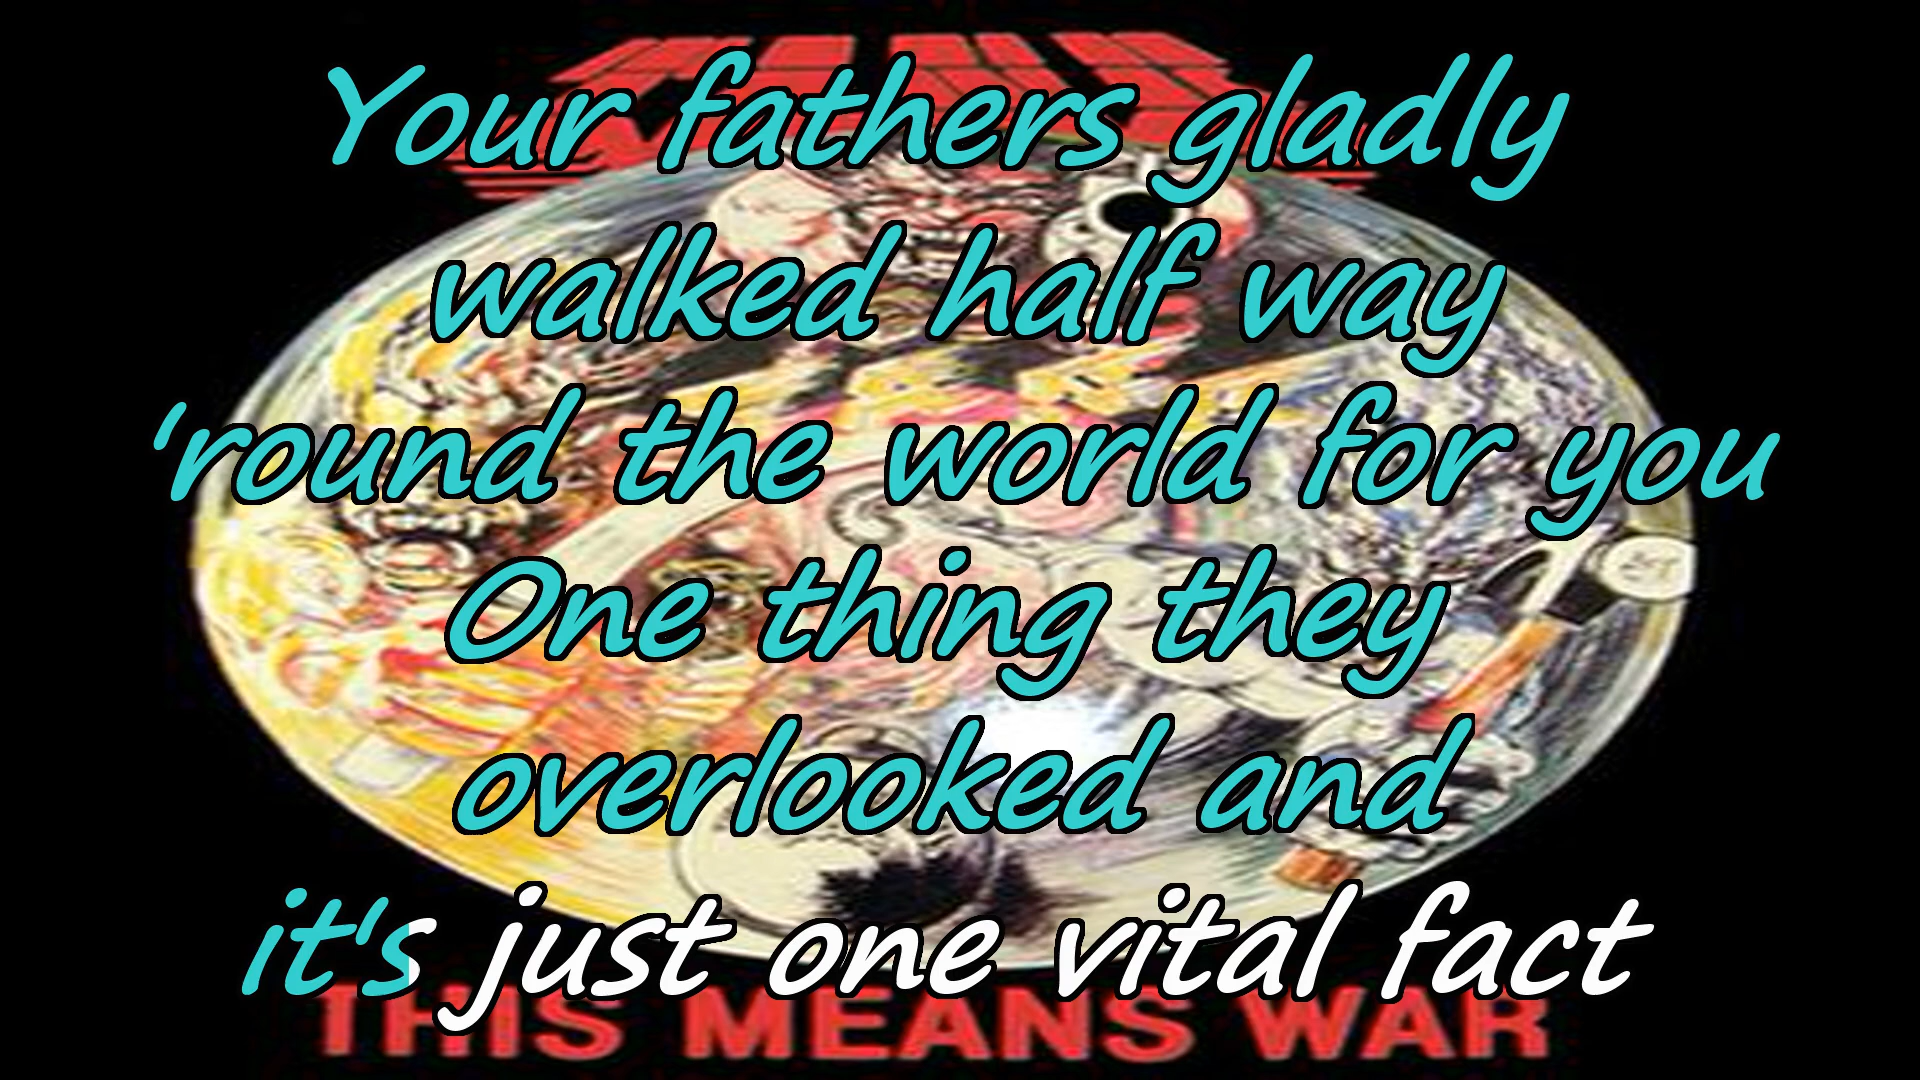 Your fathers gladly
walked half way
‘round the world for you
One thing they
overlooked and
it's just one vital fact
THIS MEANS WAR